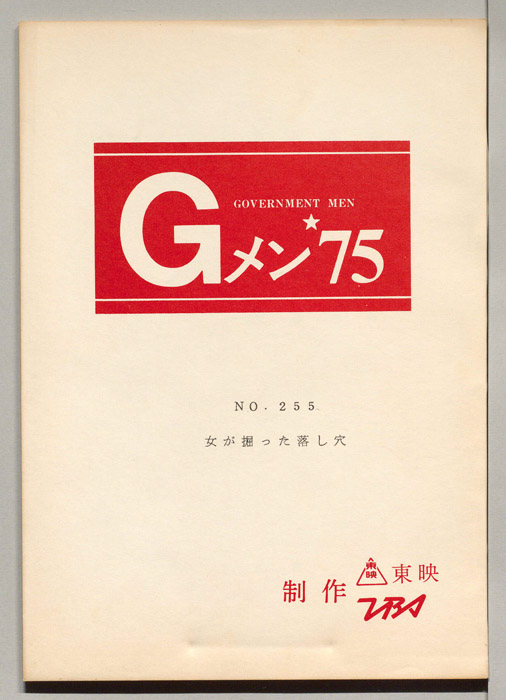 GOVERNMENT MEN
Gメン★'75
NO. 255.
女が掘った落し穴
制作 東映 東映
TBS